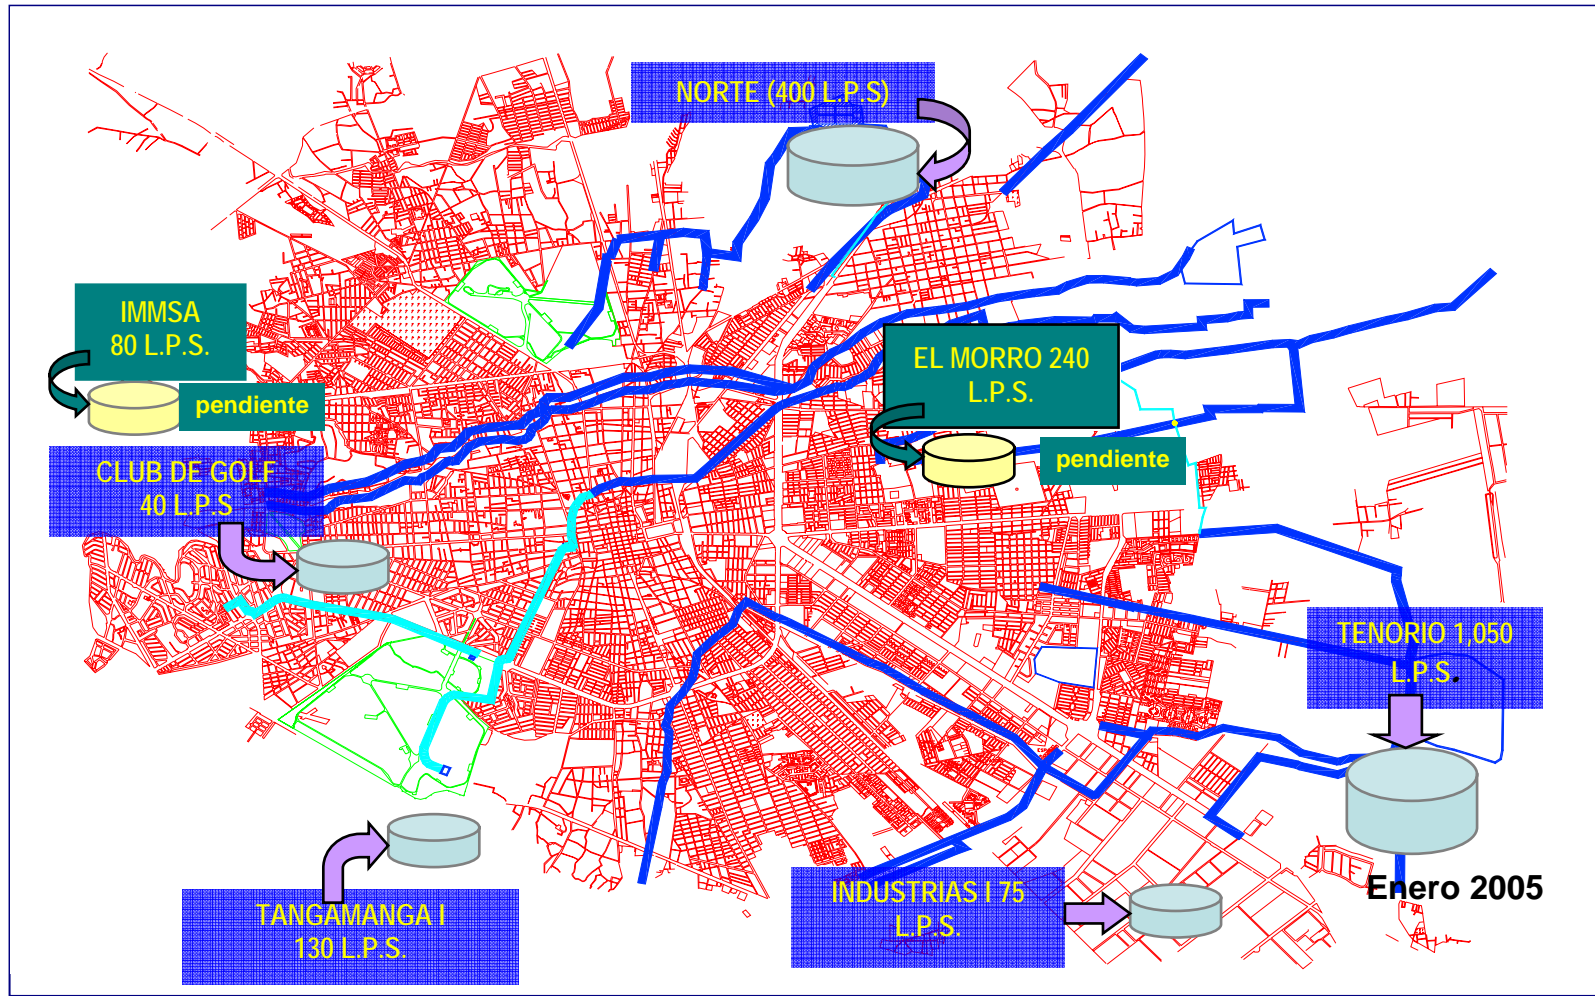 NORTE (400 L.P.S)
IMMSA
80 L.P.S.
pendiente
EL MORRO 240
L.P.S.
pendiente
CLUB DE GOLF
40 L.P.S
TENORIO 1,050
L.P.S.
TANGAMANGA I
130 L.P.S.
INDUSTRIAS I 75
L.P.S.
Enero 2005